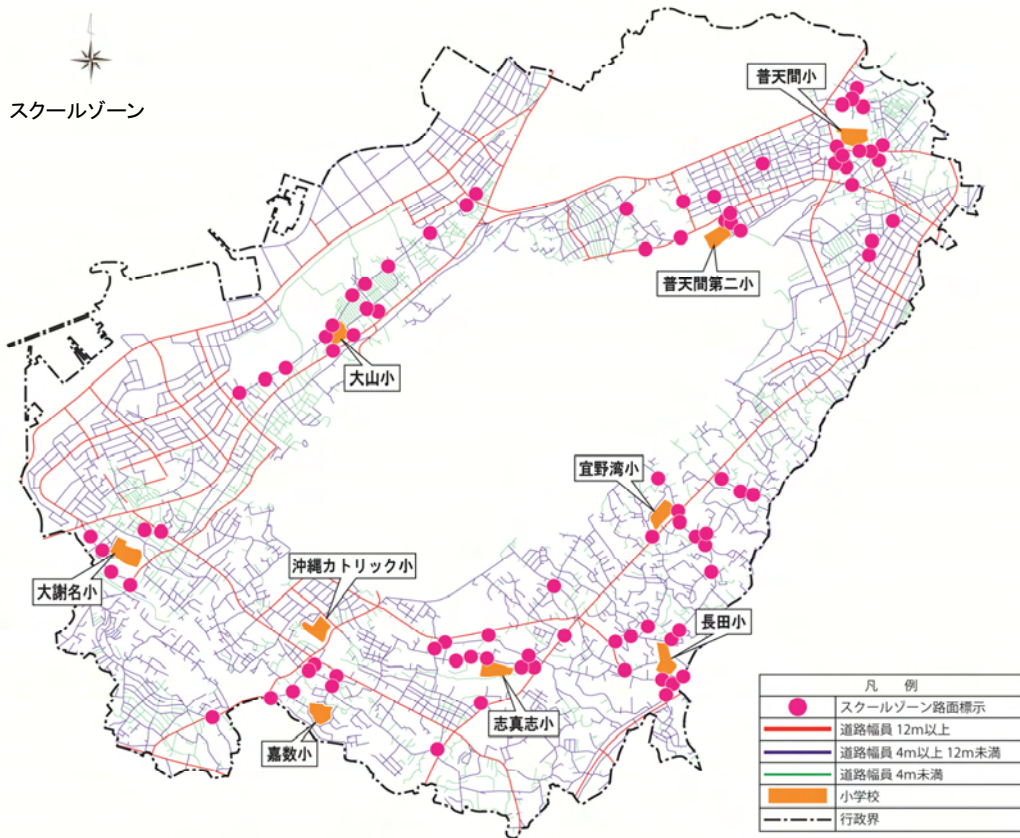 スクールゾーン
普天間小
普天間第二小
大山小
宜野湾小
沖縄カトリック小
大謝名小
長田小
志真志小
嘉数小
凡 例
スクールゾーン路面標示
道路幅員 12m以上
道路幅員 4m以上 12m未満
道路幅員 4m未満
小学校
行政界